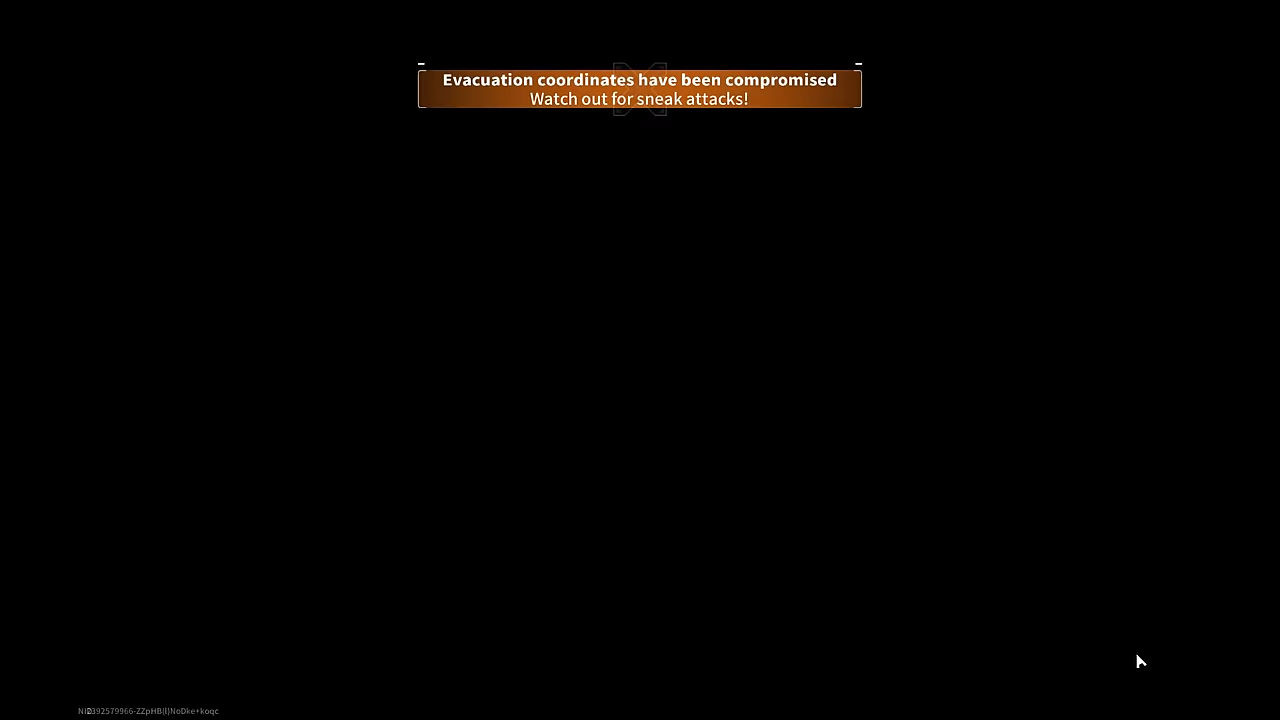 Evacuation coordinates have been compromised
Watch out for sneak attacks!